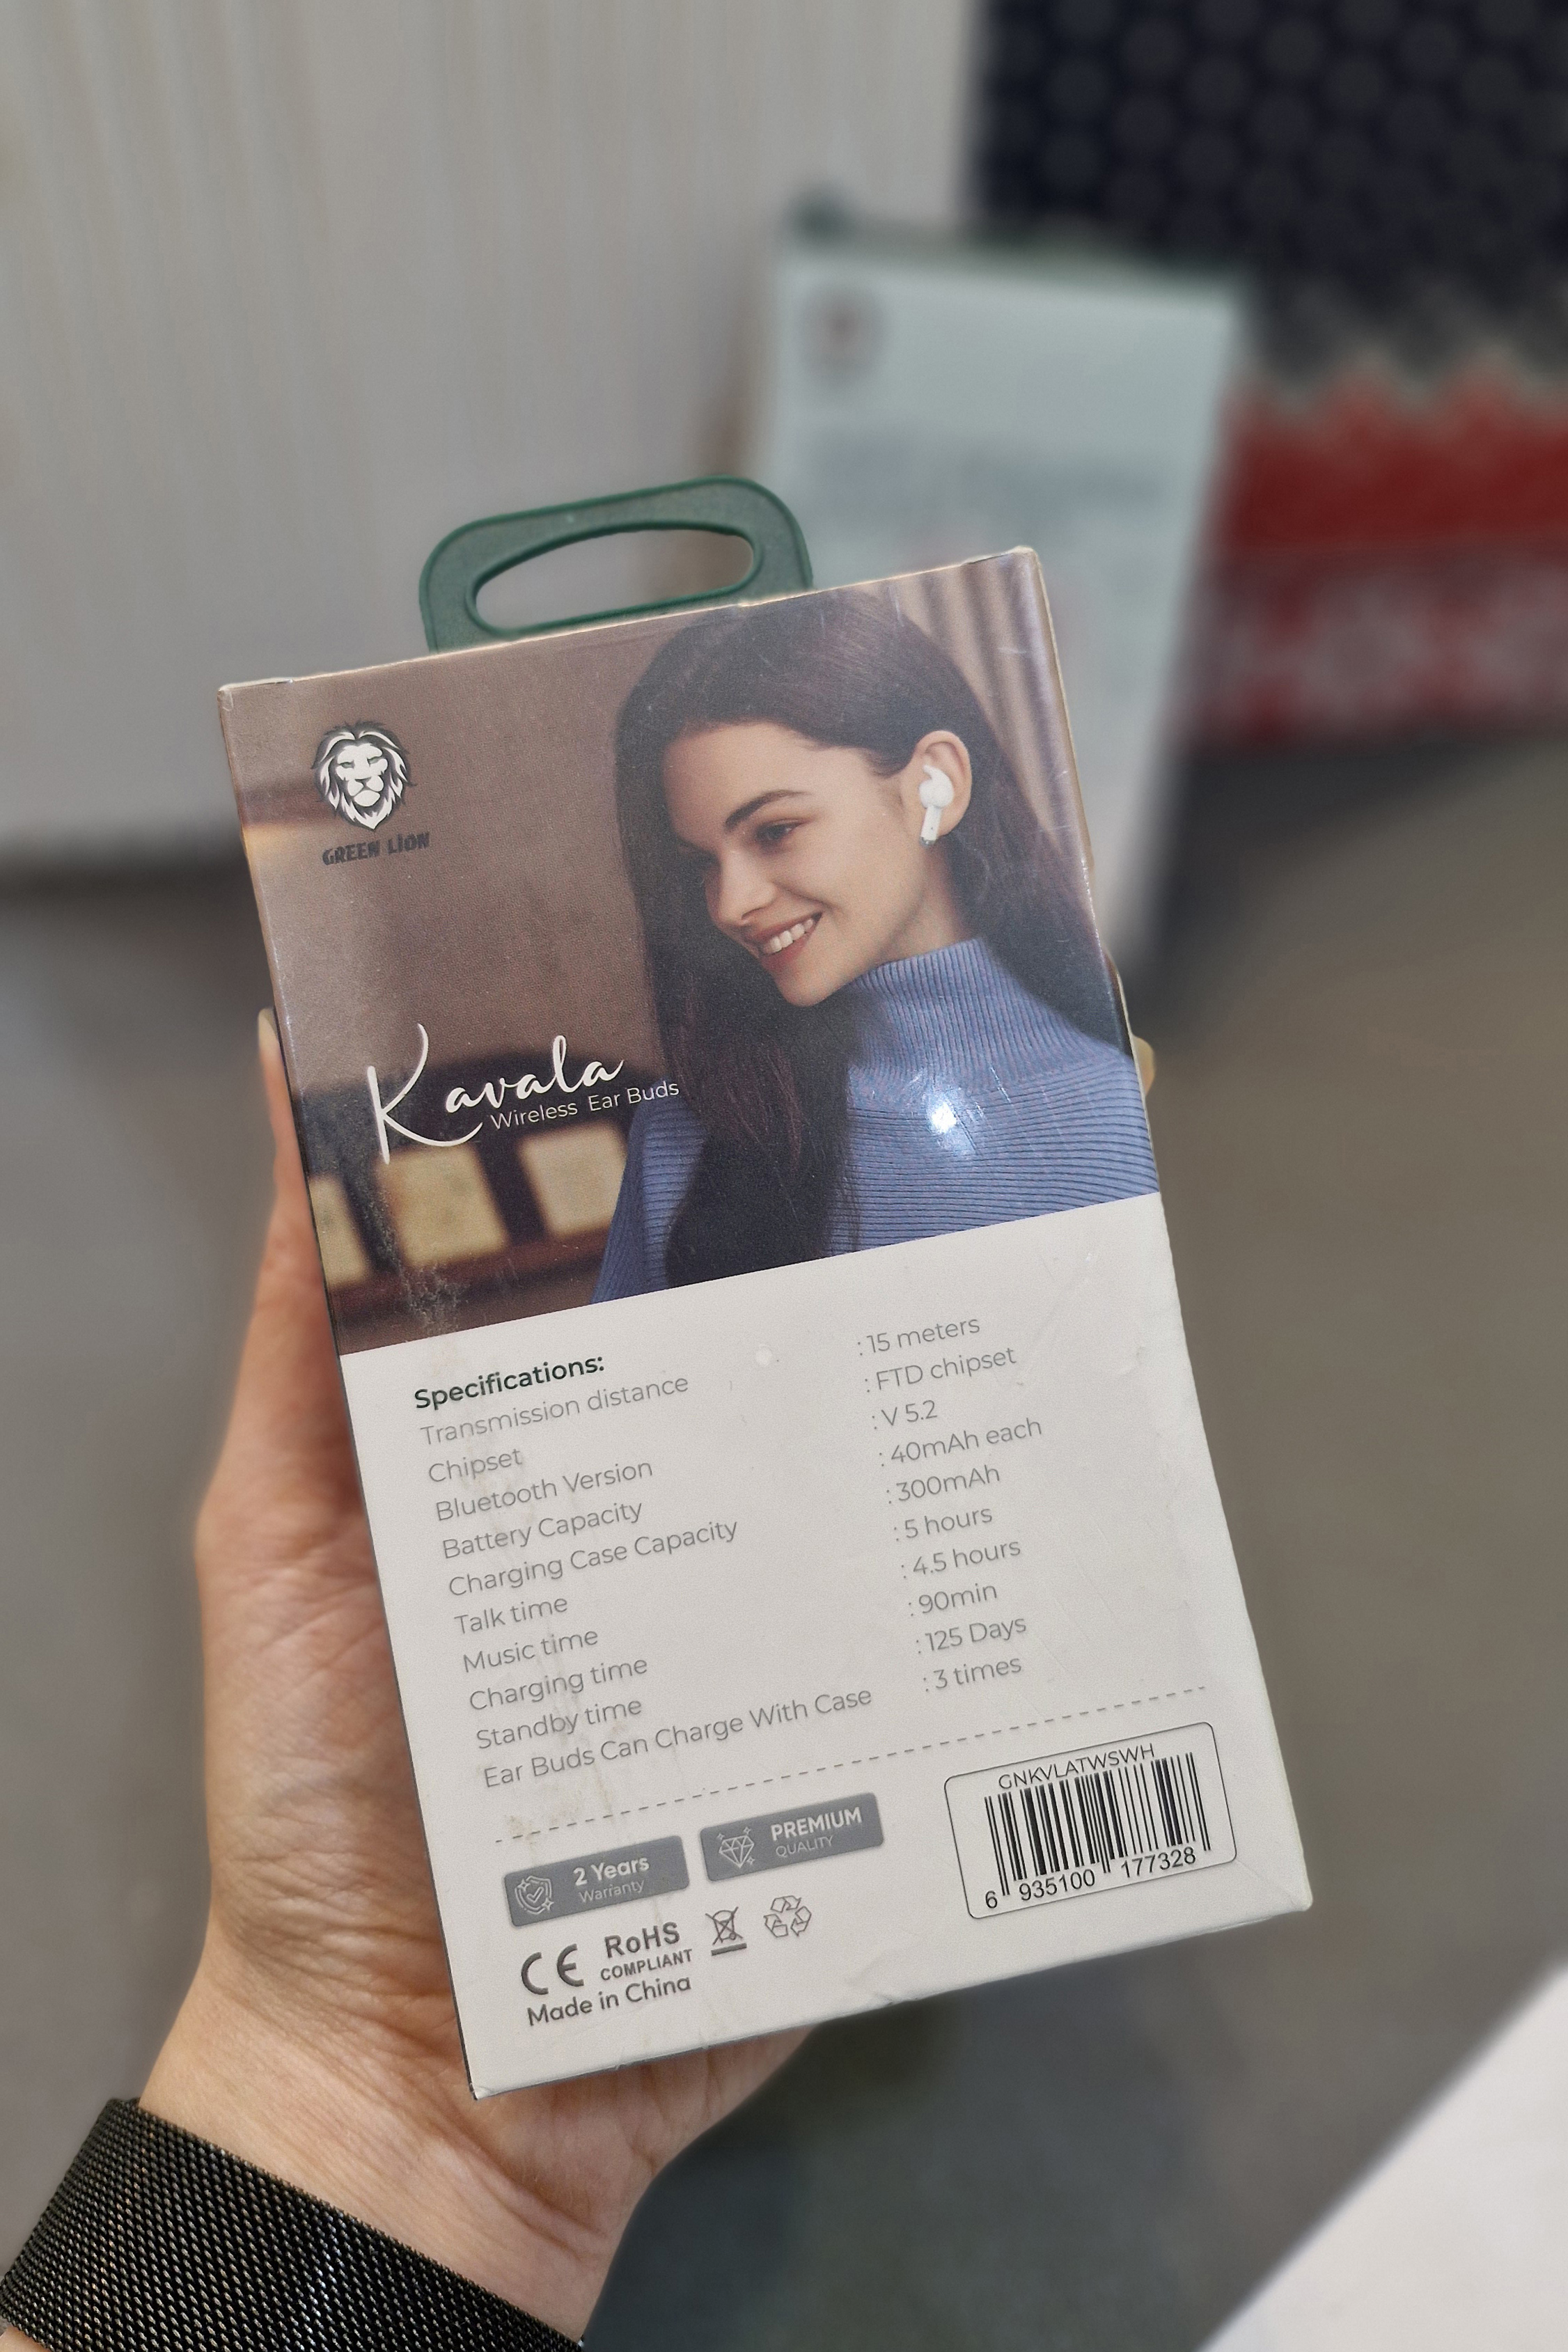 GREEN LION
Kavala
Wireless Ear Buds
Specifications:
Transmission distance : 15 meters
Chipset : FTD chipset
Bluetooth Version : V 5.2
Battery Capacity : 40mAh each
Charging Case Capacity : 300mAh
Talk time : 5 hours
Music time : 4.5 hours
Charging time : 90min
Standby time : 125 Days
Ear Buds Can Charge With Case : 3 times
2 Years
Warranty
PREMIUM
QUALITY
GNKVLATWSWH
6 935100 177328
CE RoHS
COMPLIANT
Made in China